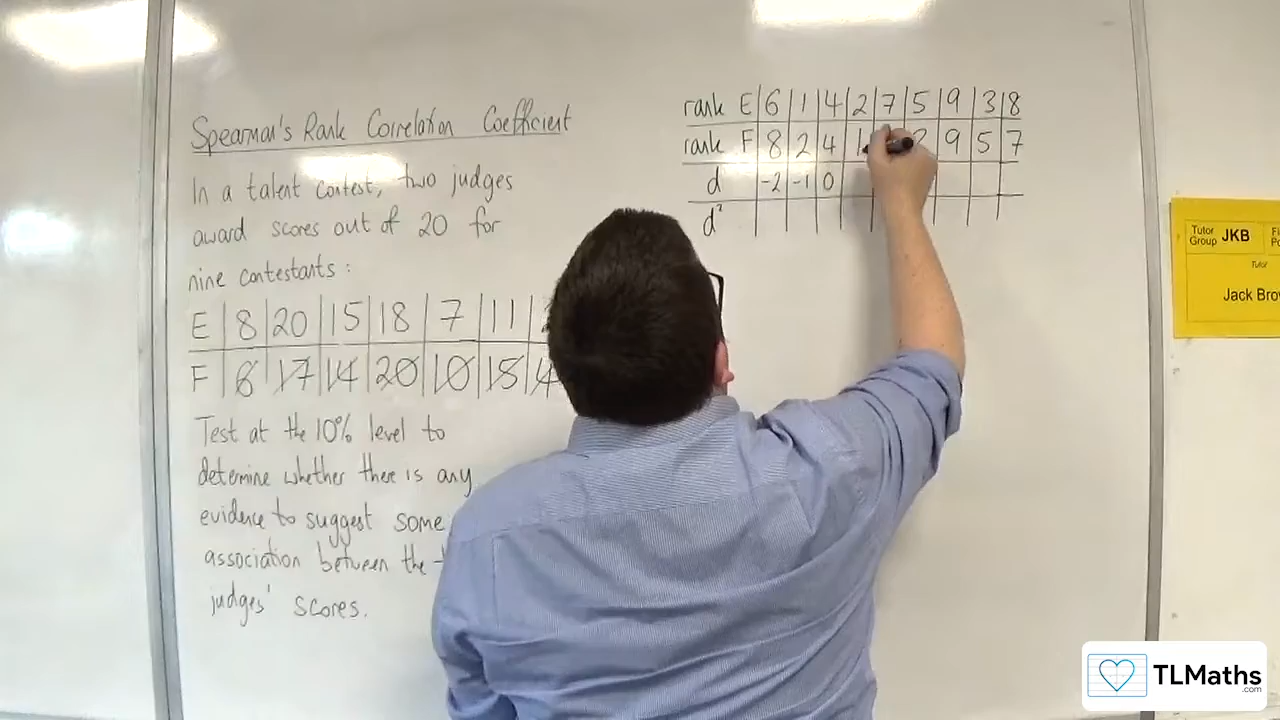 Spearman's Rank Correlation Coefficient
In a talent contest, two judges
award scores out of 20 for
nine contestants:
E 8 20 15 18 7 11
F 6 17 14 20 10 15 4
Test at the 10% level to
determine whether there is any
evidence to suggest some
association between the
judges' scores.
rank E 6 1 4 2 7 5 9 3 8
rank F 8 2 4 1 9 5 7
d -2 -1 0
d²
Tutor
Group JKB
Tutor
Jack
TLMaths
.com